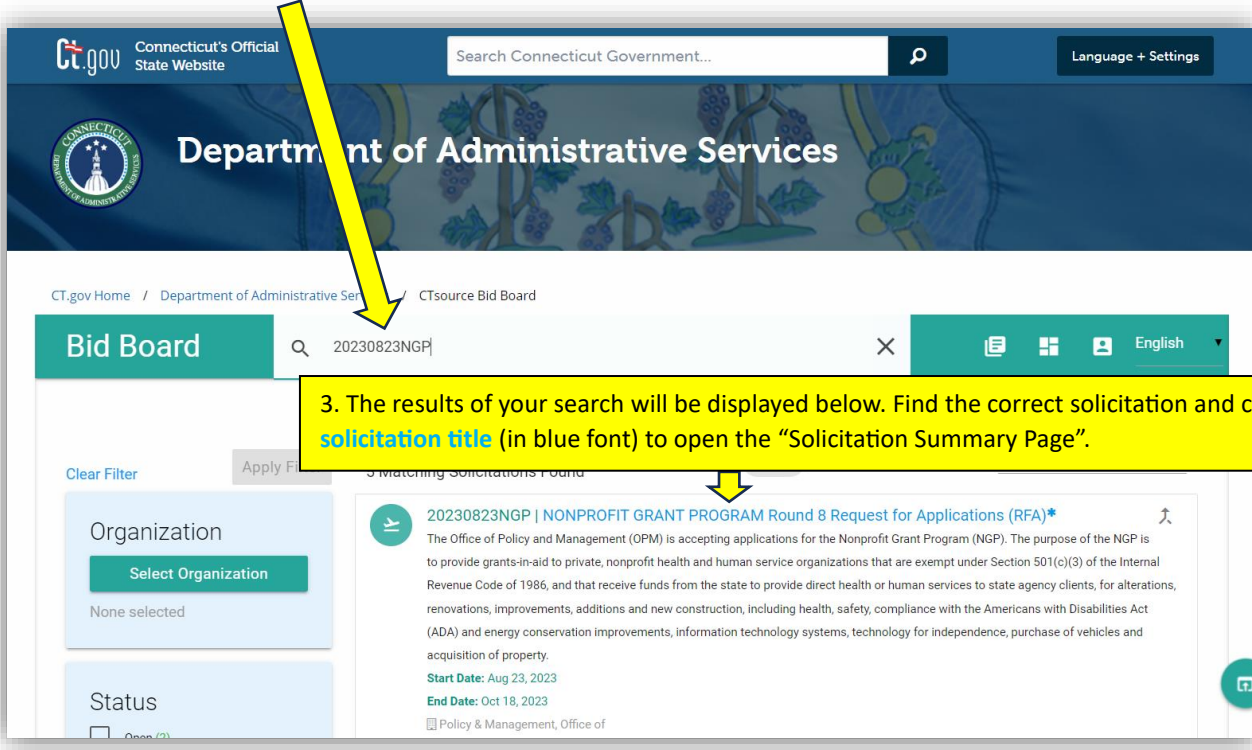 Ct.gov Connecticut's Official State Website
Search Connecticut Government...
Language + Settings
CONNECTICUT
DEPARTMENT OF ADMINISTRATIVE SERVICES
Department of Administrative Services
CT.gov Home / Department of Administrative Ser / CTsource Bid Board
Bid Board
20230823NGP
English
3. The results of your search will be displayed below. Find the correct solicitation and c
solicitation title (in blue font) to open the “Solicitation Summary Page”.
Clear Filter
Apply Fi
Matching Solicitations Found
Organization
Select Organization
None selected
Status
Open (2)
20230823NGP | NONPROFIT GRANT PROGRAM Round 8 Request for Applications (RFA)*
The Office of Policy and Management (OPM) is accepting applications for the Nonprofit Grant Program (NGP). The purpose of the NGP is
to provide grants-in-aid to private, nonprofit health and human service organizations that are exempt under Section 501(c)(3) of the Internal
Revenue Code of 1986, and that receive funds from the state to provide direct health or human services to state agency clients, for alterations,
renovations, improvements, additions and new construction, including health, safety, compliance with the Americans with Disabilities Act
(ADA) and energy conservation improvements, information technology systems, technology for independence, purchase of vehicles and
acquisition of property.
Start Date: Aug 23, 2023
End Date: Oct 18, 2023
Policy & Management, Office of